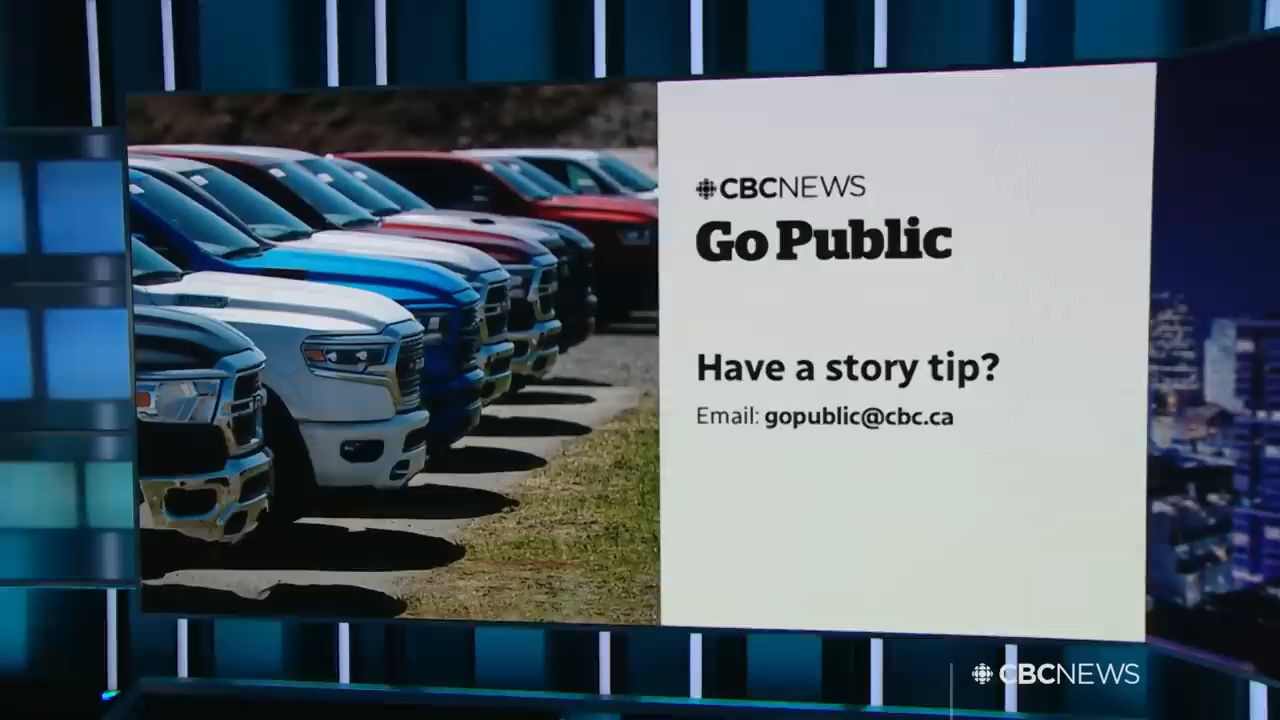 CBCNEWS
Go Public
Have a story tip?
Email: gopublic@cbc.ca
CBCNEWS